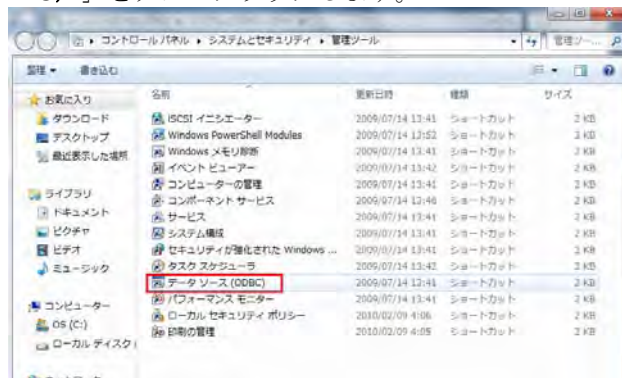 コントロール パネル ▸ システムとセキュリティ ▸ 管理ツール
管理ツー...
整理 書き込む
名前 更新日時 種類 サイズ
お気に入り
ダウンロード
デスクトップ
最近表示した場所
ライブラリ
ドキュメント
ピクチャ
ビデオ
ミュージック
コンピューター
OS (C:)
ローカル ディスク (
iSCSI イニシエーター 2009/07/14 13:41 ショートカット 2 KB
Windows PowerShell Modules 2009/07/14 13:52 ショートカット 3 KB
Windows メモリ診断 2009/07/14 13:41 ショートカット 2 KB
イベント ビューアー 2009/07/14 13:42 ショートカット 2 KB
コンピューターの管理 2009/07/14 13:41 ショートカット 2 KB
コンポーネント サービス 2009/07/14 13:46 ショートカット 2 KB
サービス 2009/07/14 13:41 ショートカット 2 KB
システム構成 2009/07/14 13:41 ショートカット 2 KB
セキュリティが強化された Windows ... 2009/07/14 13:41 ショートカット 2 KB
タスク スケジューラ 2009/07/14 13:42 ショートカット 2 KB
データ ソース (ODBC) 2009/07/14 13:41 ショートカット 2 KB
パフォーマンス モニター 2009/07/14 13:41 ショートカット 2 KB
ローカル セキュリティ ポリシー 2010/02/09 4:06 ショートカット 2 KB
印刷の管理 2010/02/09 4:05 ショートカット 2 KB